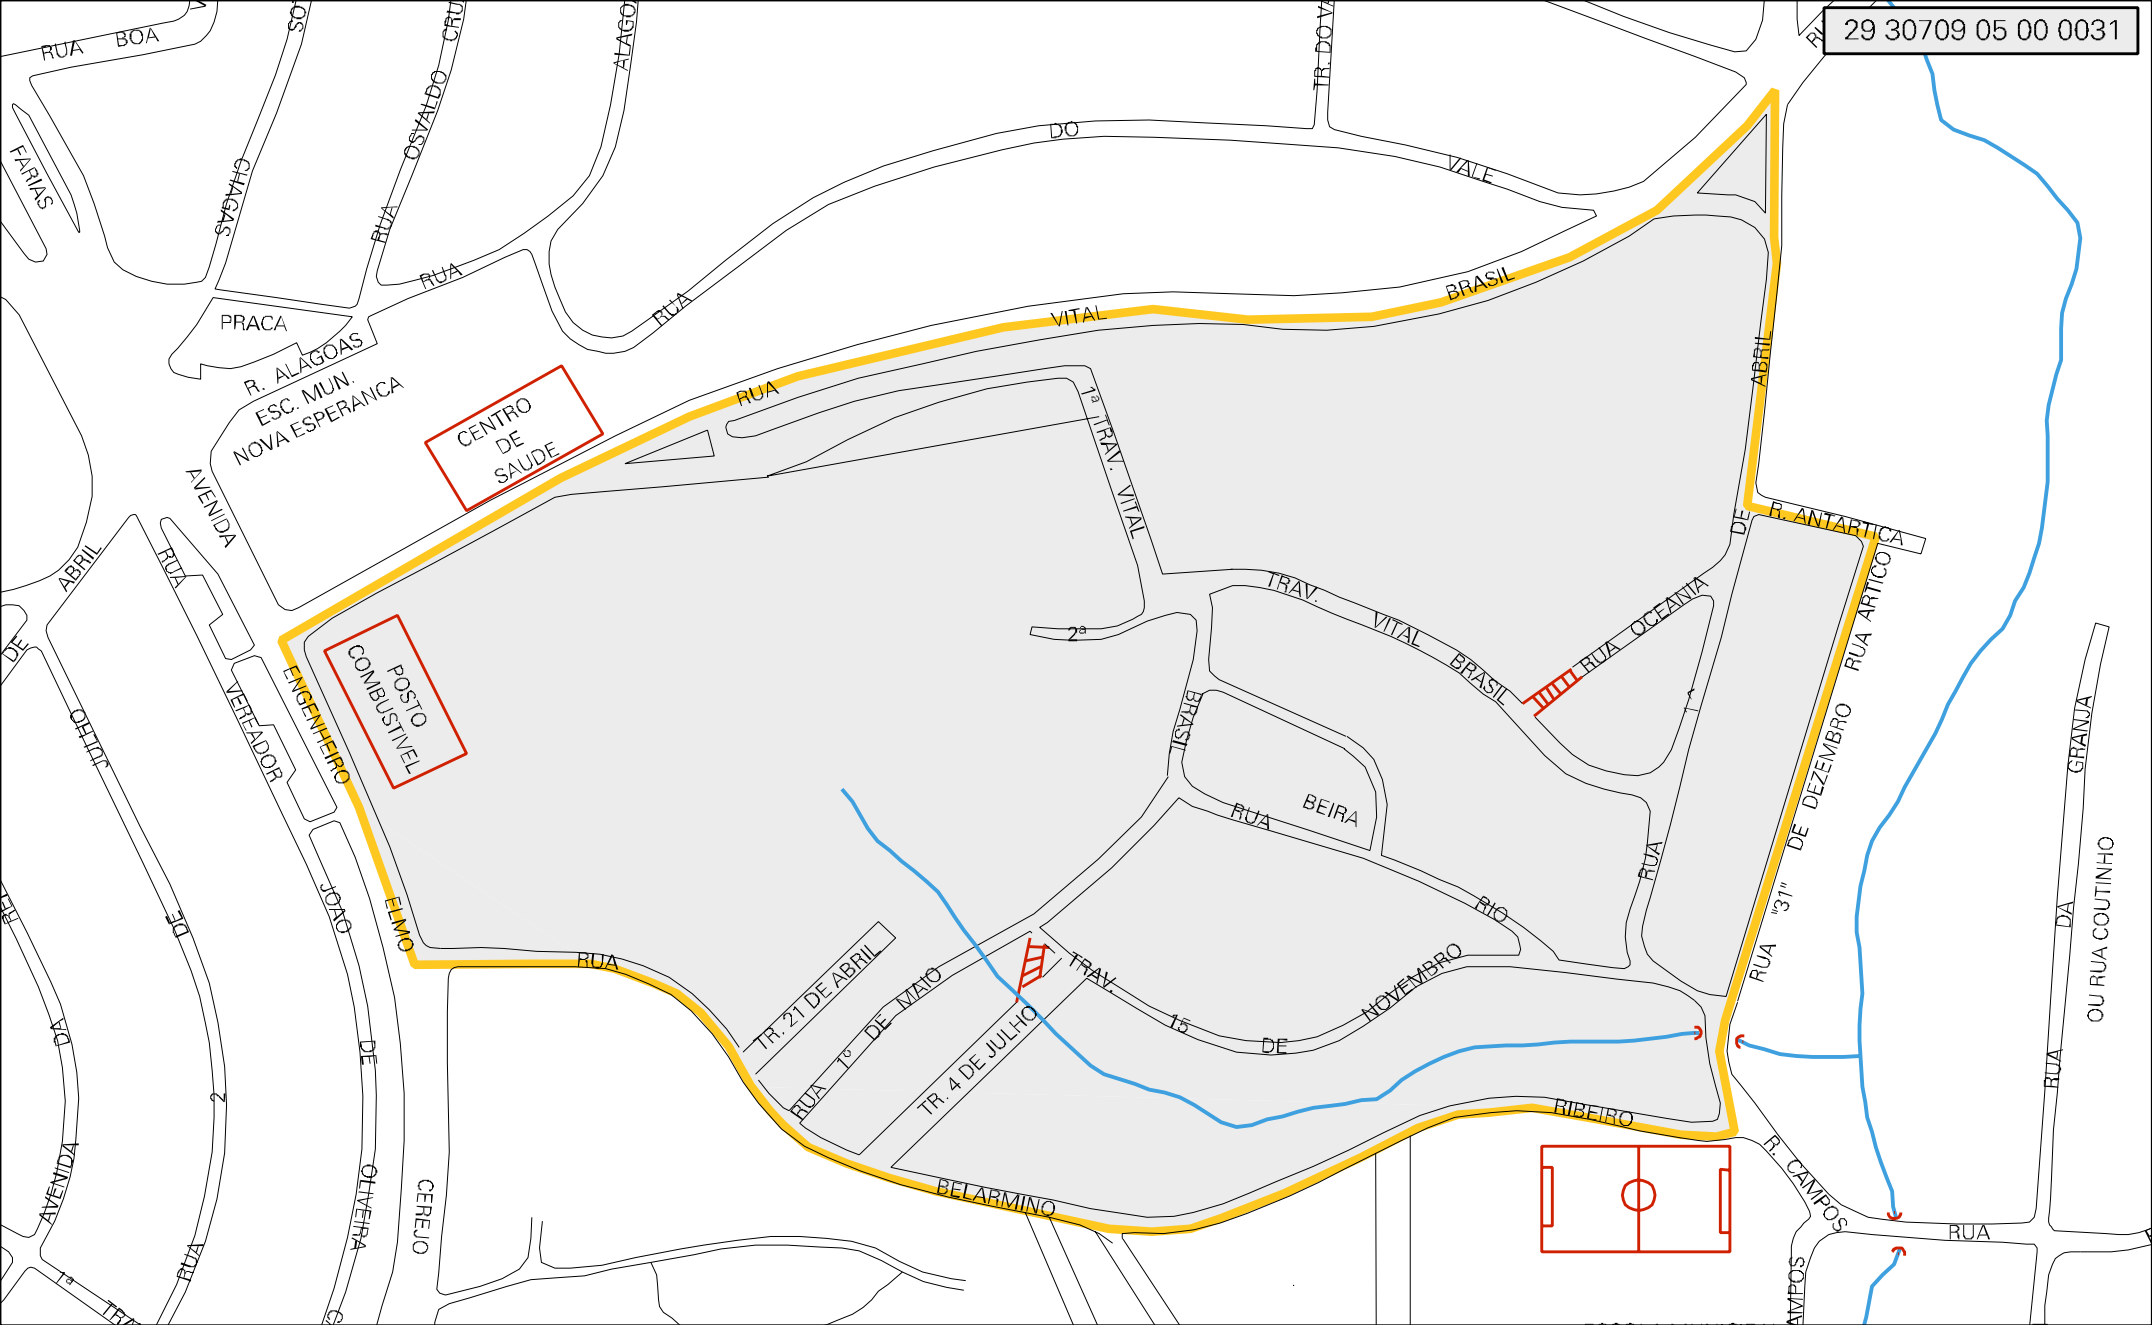 29 30709 05 00 0031
RUA BOA
OSVALDO CRU
RUA
CHAGAS
FARIAS
RUA
PRACA
R. ALAGOAS
ESC. MUN.
NOVA ESPERANCA
CENTRO
DE
SAUDE
AVENIDA
RUA DO VALE
RUA VITAL BRASIL
ABRIL
DE
R. ANTARTICA
RUA ARTICO
1ª TRAV. VITAL
2ª
BRASIL
TRAV. VITAL BRASIL
RUA OCEANIA
RUA
BEIRA
RUA
RIO
POSTO
COMBUSTIVEL
ENGENHEIRO
ELMO
CEREJO
RUA
VEREADOR
JOAO
DE
OLIVEIRA
ABRIL
DE
JULHO
DE
2
RUA
DA
AVENIDA
1ª
RUA
BELARMINO
RIBEIRO
TR. 21 DE ABRIL
RUA 1º DE MAIO
TR. 4 DE JULHO
TRAV. 15 DE NOVEMBRO
RUA "31" DE DEZEMBRO
GRANJA
DA
RUA
OU RUA COUTINHO
R. CAMPOS
RUA